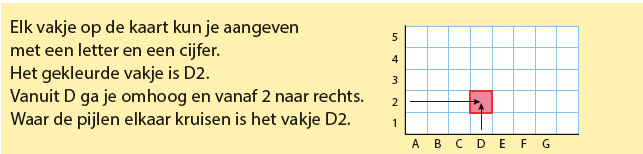 Elk vakje op de kaart kun je aangeven
met een letter en een cijfer.
Het gekleurde vakje is D2.
Vanuit D ga je omhoog en vanaf 2 naar rechts.
Waar de pijlen elkaar kruisen is het vakje D2.
5
4
3
2
1
A B C D E F G